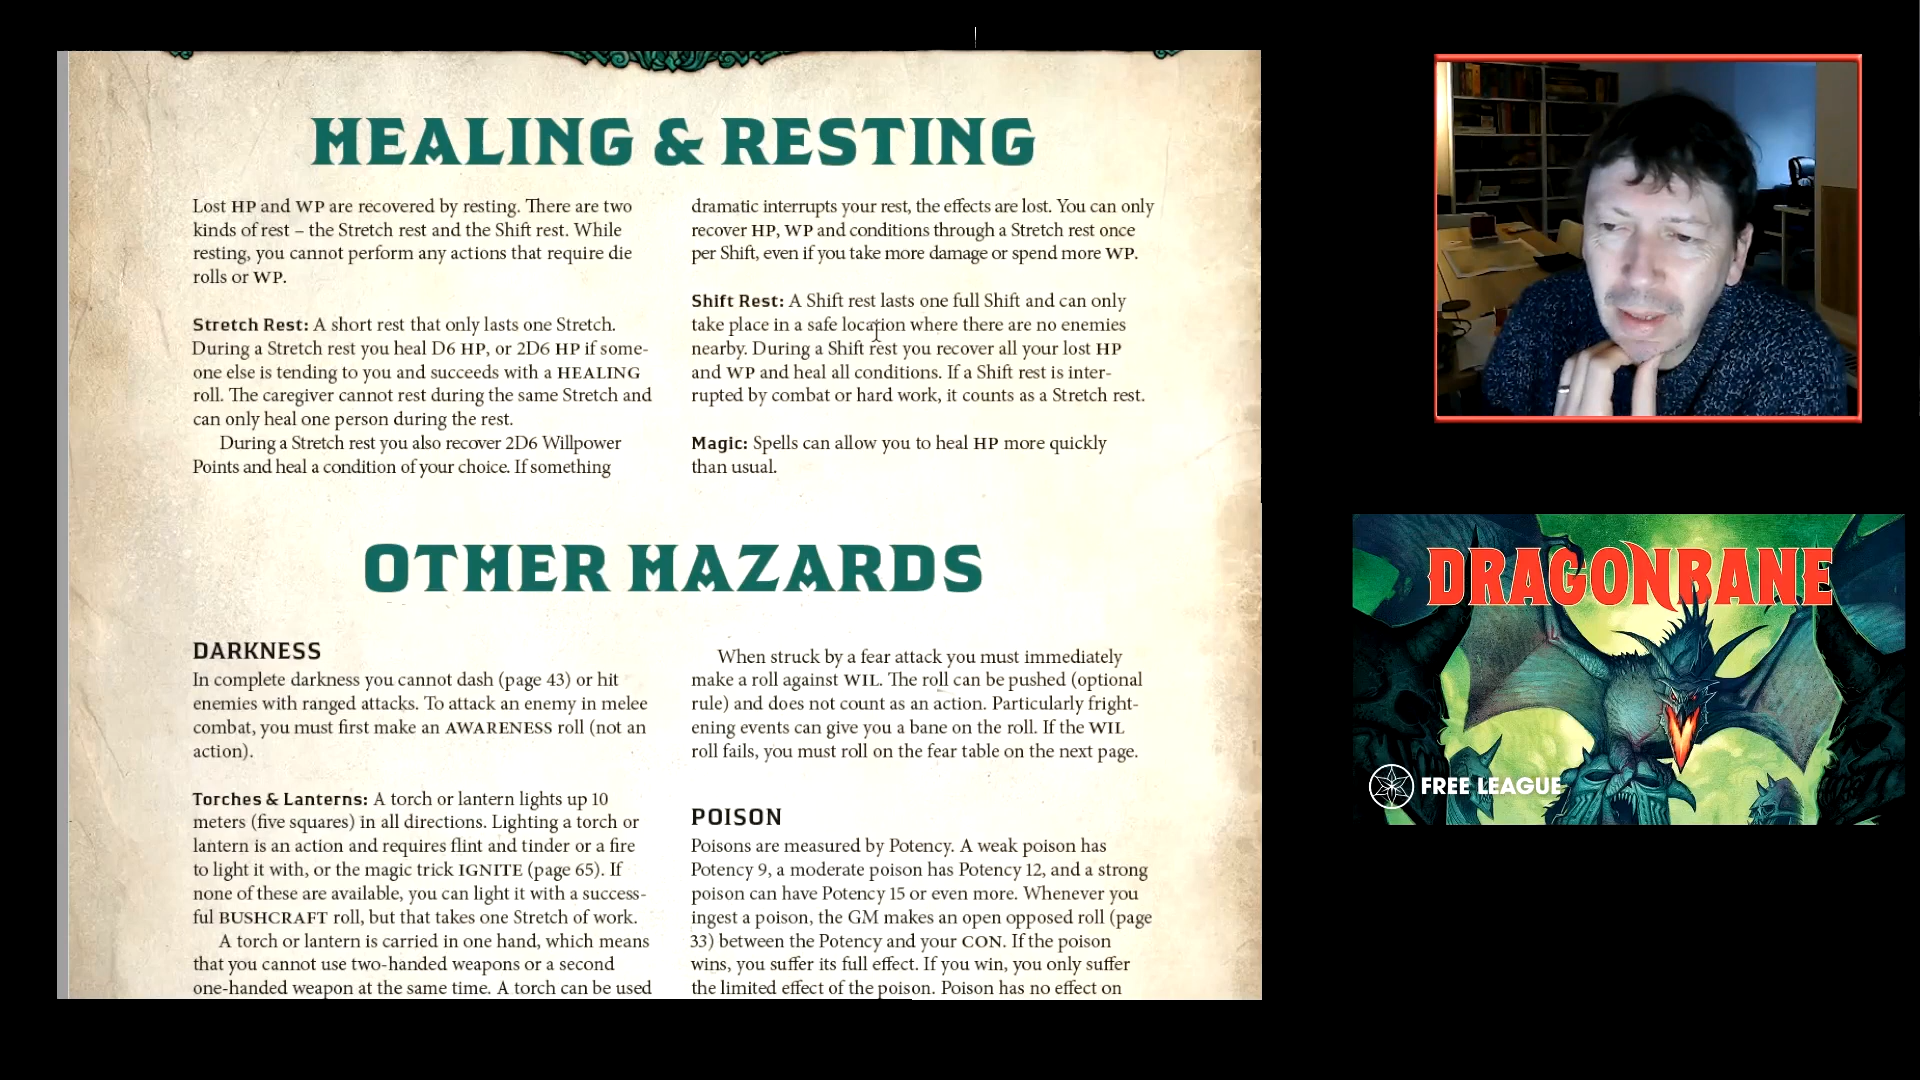 HEALING & RESTING
Lost HP and WP are recovered by resting. There are two
kinds of rest – the Stretch rest and the Shift rest. While
resting, you cannot perform any actions that require die
rolls or WP.
Stretch Rest: A short rest that only lasts one Stretch.
During a Stretch rest you heal D6 HP, or 2D6 HP if some-
one else is tending to you and succeeds with a HEALING
roll. The caregiver cannot rest during the same Stretch and
can only heal one person during the rest.
During a Stretch rest you also recover 2D6 Willpower
Points and heal a condition of your choice. If something
dramatic interrupts your rest, the effects are lost. You can only
recover HP, WP and conditions through a Stretch rest once
per Shift, even if you take more damage or spend more WP.
Shift Rest: A Shift rest lasts one full Shift and can only
take place in a safe location where there are no enemies
nearby. During a Shift rest you recover all your lost HP
and WP and heal all conditions. If a Shift rest is inter-
rupted by combat or hard work, it counts as a Stretch rest.
Magic: Spells can allow you to heal HP more quickly
than usual.
OTHER HAZARDS
DARKNESS
In complete darkness you cannot dash (page 43) or hit
enemies with ranged attacks. To attack an enemy in melee
combat, you must first make an AWARENESS roll (not an
action).
Torches & Lanterns: A torch or lantern lights up 10
meters (five squares) in all directions. Lighting a torch or
lantern is an action and requires flint and tinder or a fire
to light it with, or the magic trick IGNITE (page 65). If
none of these are available, you can light it with a success-
ful BUSHCRAFT roll, but that takes one Stretch of work.
A torch or lantern is carried in one hand, which means
that you cannot use two-handed weapons or a second
one-handed weapon at the same time. A torch can be used
When struck by a fear attack you must immediately
make a roll against WIL. The roll can be pushed (optional
rule) and does not count as an action. Particularly fright-
ening events can give you a bane on the roll. If the WIL
roll fails, you must roll on the fear table on the next page.
POISON
Poisons are measured by Potency. A weak poison has
Potency 9, a moderate poison has Potency 12, and a strong
poison can have Potency 15 or even more. Whenever you
ingest a poison, the GM makes an open opposed roll (page
33) between the Potency and your CON. If the poison
wins, you suffer its full effect. If you win, you only suffer
the limited effect of the poison. Poison has no effect on
DRAGONBANE
FREE LEAGUE